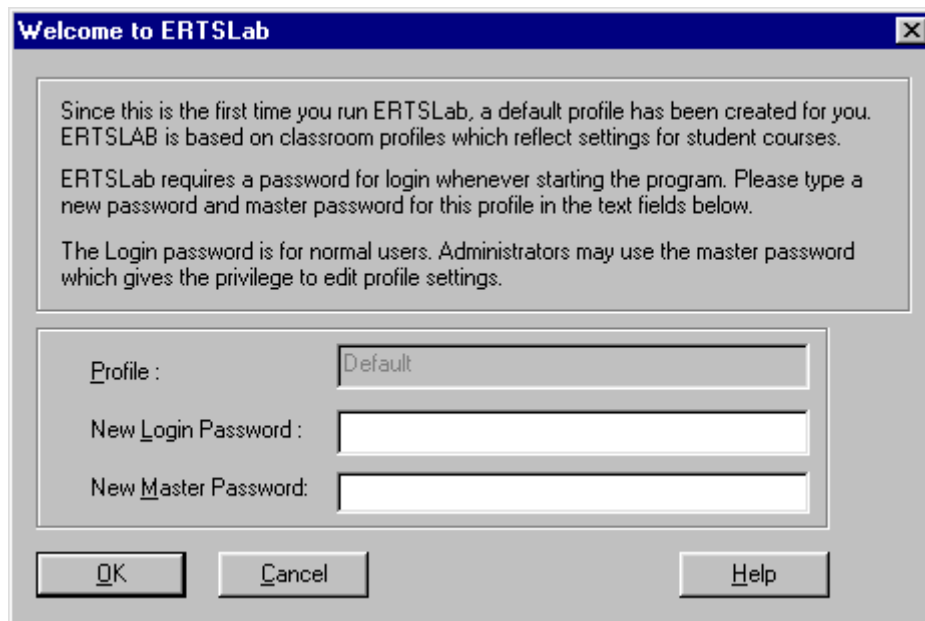 Welcome to ERTSLab
Since this is the first time you run ERTSLab, a default profile has been created for you.
ERTSLAB is based on classroom profiles which reflect settings for student courses.
ERTSLab requires a password for login whenever starting the program. Please type a
new password and master password for this profile in the text fields below.
The Login password is for normal users. Administrators may use the master password
which gives the privilege to edit profile settings.
Profile :
Default
New Login Password :
New Master Password:
OK
Cancel
Help